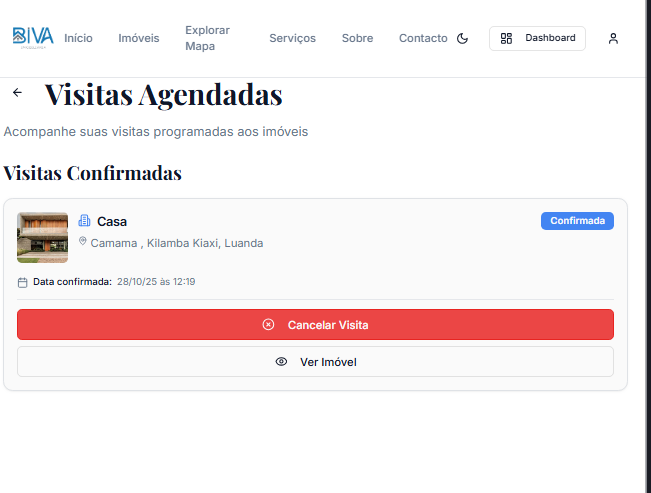 BIVA
Início
Imóveis
Explorar
Mapa
Serviços
Sobre
Contacto
Dashboard
Visitas Agendadas
Acompanhe suas visitas programadas aos imóveis
Visitas Confirmadas
Casa
Confirmada
Camama , Kilamba Kiaxi, Luanda
Data confirmada: 28/10/25 às 12:19
Cancelar Visita
Ver Imóvel